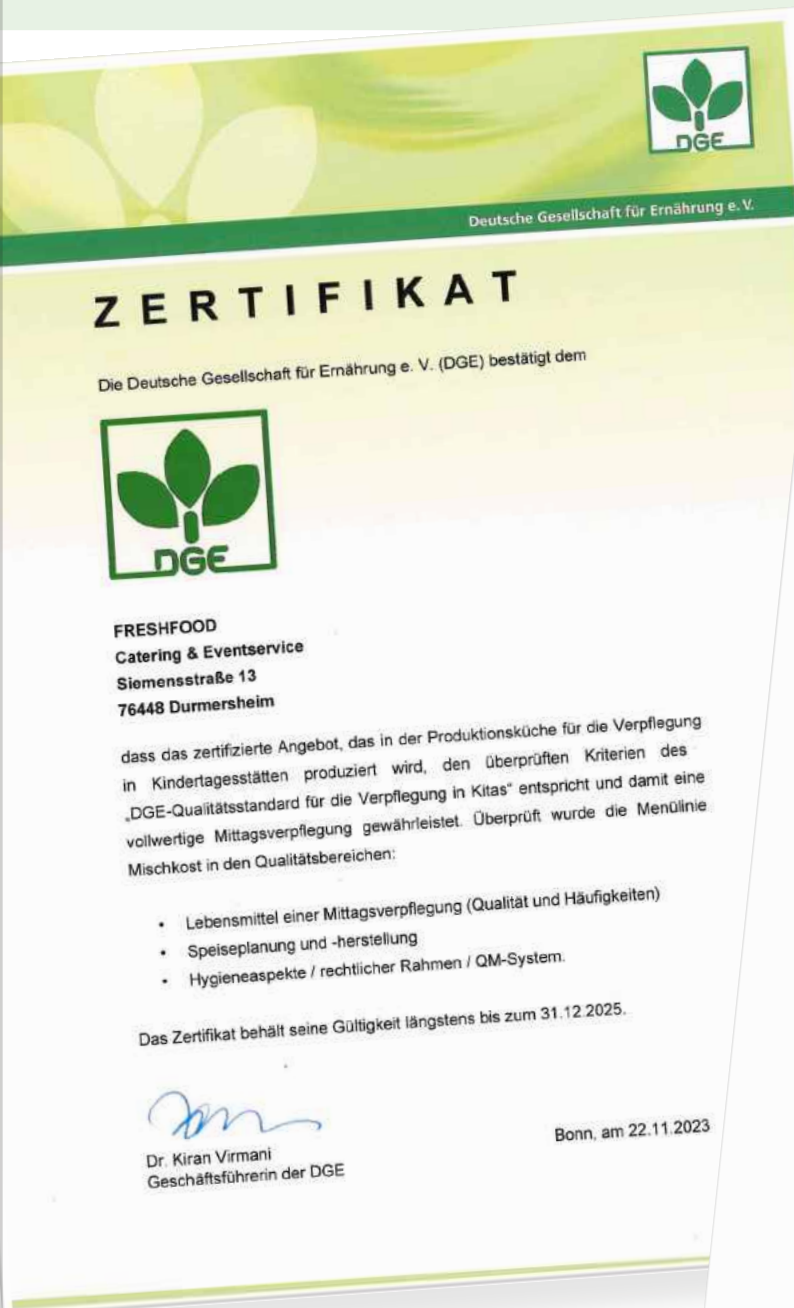 DGE
Deutsche Gesellschaft für Ernährung e. V.
ZERTIFIKAT
Die Deutsche Gesellschaft für Ernährung e. V. (DGE) bestätigt dem
DGE
FRESHFOOD
Catering & Eventservice
Siemensstraße 13
76448 Durmersheim
dass das zertifizierte Angebot, das in der Produktionsküche für die Verpflegung
in Kindertagesstätten produziert wird, den überprüften Kriterien des
„DGE-Qualitätsstandard für die Verpflegung in Kitas“ entspricht und damit eine
vollwertige Mittagsverpflegung gewährleistet. Überprüft wurde die Menülinie
Mischkost in den Qualitätsbereichen:
• Lebensmittel einer Mittagsverpflegung (Qualität und Häufigkeiten)
• Speiseplanung und -herstellung
• Hygieneaspekte / rechtlicher Rahmen / QM-System.
Das Zertifikat behält seine Gültigkeit längstens bis zum 31.12.2025.
Dr. Kiran Virmani
Geschäftsführerin der DGE
Bonn, am 22.11.2023